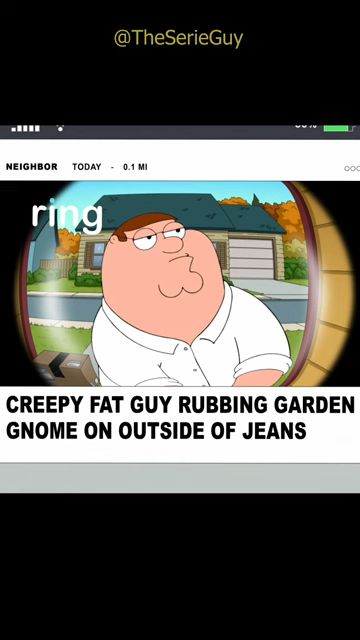 @TheSerieGuy
NEIGHBOR TODAY - 0.1 MI
ring
CREEPY FAT GUY RUBBING GARDEN
GNOME ON OUTSIDE OF JEANS